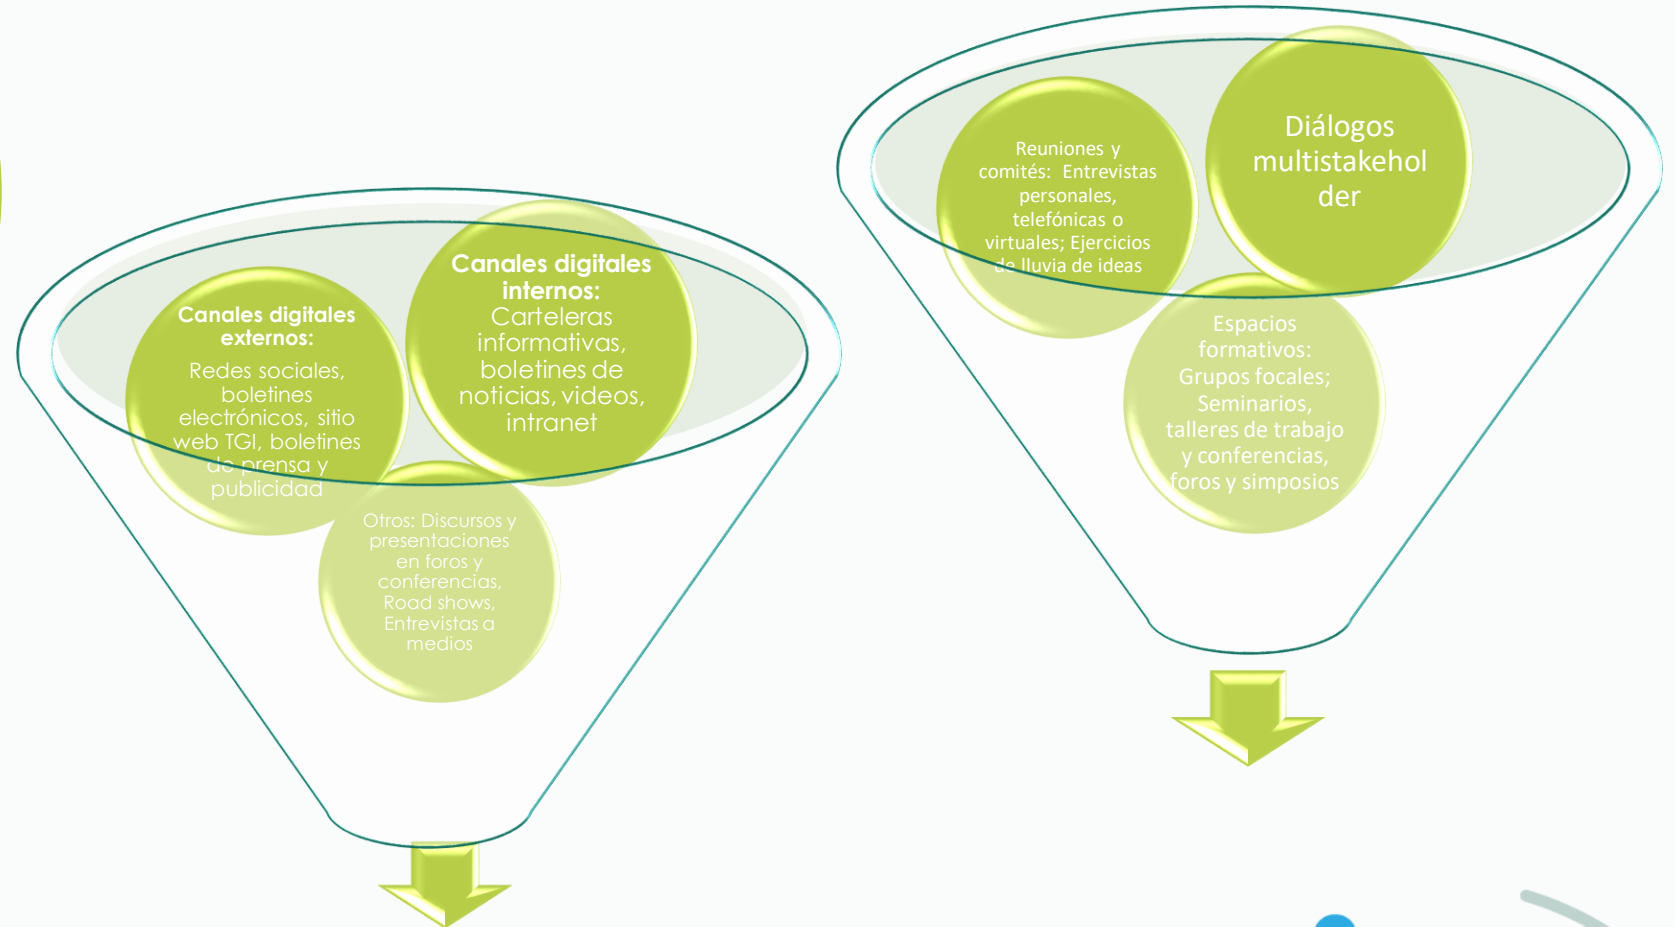 Canales digitales
externos:
Redes sociales,
boletines
electrónicos, sitio
web TGI, boletines
de prensa y
publicidad
Canales digitales
internos:
Carteleras
informativas,
boletines de
noticias, videos,
intranet
Otros: Discursos y
presentaciones
en foros y
conferencias,
Road shows,
Entrevistas a
medios
Reuniones y
comités: Entrevistas
personales,
telefónicas o
virtuales; Ejercicios
de lluvia de ideas
Diálogos
multistakehol
der
Espacios
formativos:
Grupos focales;
Seminarios,
talleres de trabajo
y conferencias,
foros y simposios